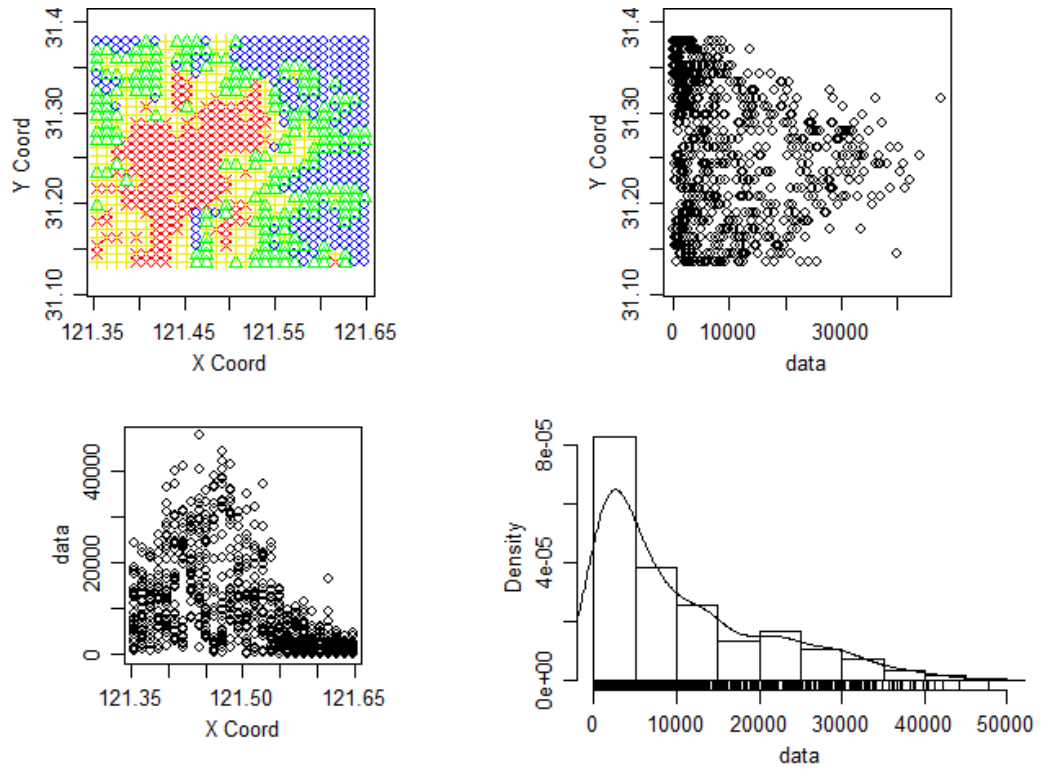 31.4
31.30
31.20
31.10
Y Coord
121.35 121.45 121.55 121.65
X Coord
31.4
31.30
31.20
31.10
Y Coord
0 10000 30000
data
40000
20000
0
data
121.35 121.50 121.65
X Coord
8e-05
4e-05
0e+00
Density
0 10000 20000 30000 40000 50000
data